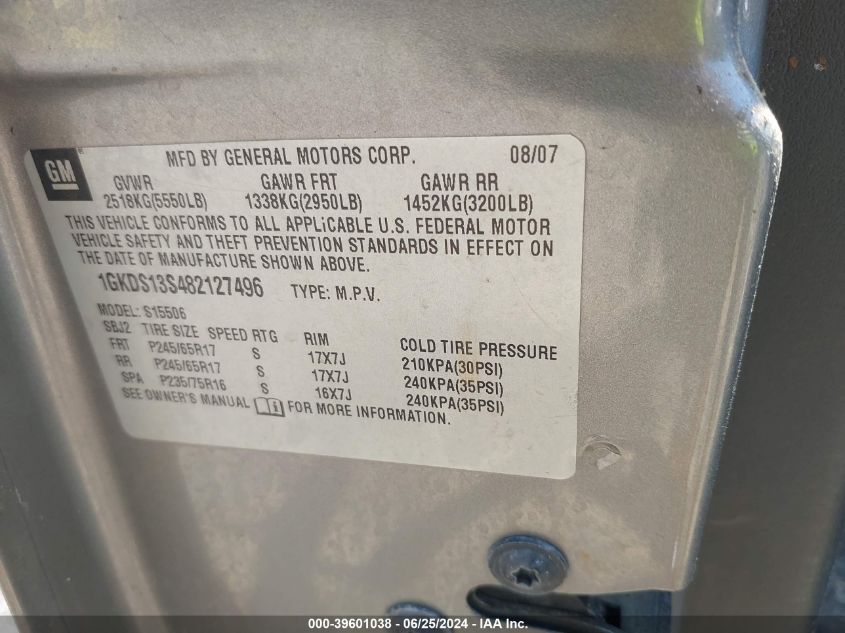 GM MFD BY GENERAL MOTORS CORP. 08/07
GVWR GAWR FRT GAWR RR
2518KG(5550LB) 1338KG(2950LB) 1452KG(3200LB)
THIS VEHICLE CONFORMS TO ALL APPLiCABLE U.S. FEDERAL MOTOR
VEHICLE SAFETY AND THEFT PREVENTION STANDARDS IN EFFECT ON
THE DATE OF MANUFACTURE SHOWN ABOVE.
1GKDS13S482127496 TYPE: M.P.V.
MODEL: S15506
SBJ2 TIRE SIZE SPEED RTG RIM COLD TIRE PRESSURE
FRT P245/65R17 S 17X7J 210KPA(30PSI)
RR P245/65R17 S 17X7J 240KPA(35PSI)
SPA P235/75R16 S 16X7J 240KPA(35PSI)
SEE OWNER'S MANUAL FOR MORE INFORMATION.
000-39601038 - 06/25/2024 - IAA Inc.